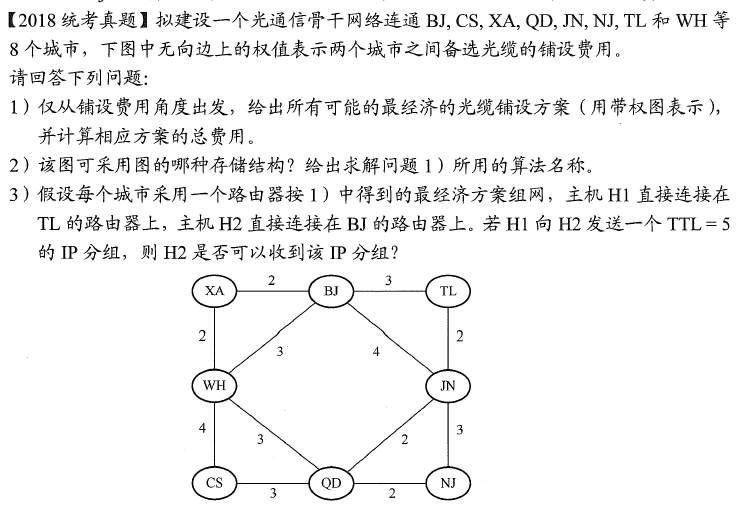 【2018 统考真题】拟建设一个光通信骨干网络连通 BJ, CS, XA, QD, JN, NJ, TL 和 WH 等
8 个城市，下图中无向边上的权值表示两个城市之间备选光缆的铺设费用。
请回答下列问题:
1）仅从铺设费用角度出发，给出所有可能的最经济的光缆铺设方案（用带权图表示），
并计算相应方案的总费用。
2）该图可采用图的哪种存储结构？给出求解问题 1）所用的算法名称。
3）假设每个城市采用一个路由器按 1）中得到的最经济方案组网，主机 H1 直接连接在
TL 的路由器上，主机 H2 直接连接在 BJ 的路由器上。若 H1 向 H2 发送一个 TTL = 5
的 IP 分组，则 H2 是否可以收到该 IP 分组？
XA 2 BJ 3 TL
2 3 4 2
WH JN
4 3 2 3
CS 3 QD 2 NJ